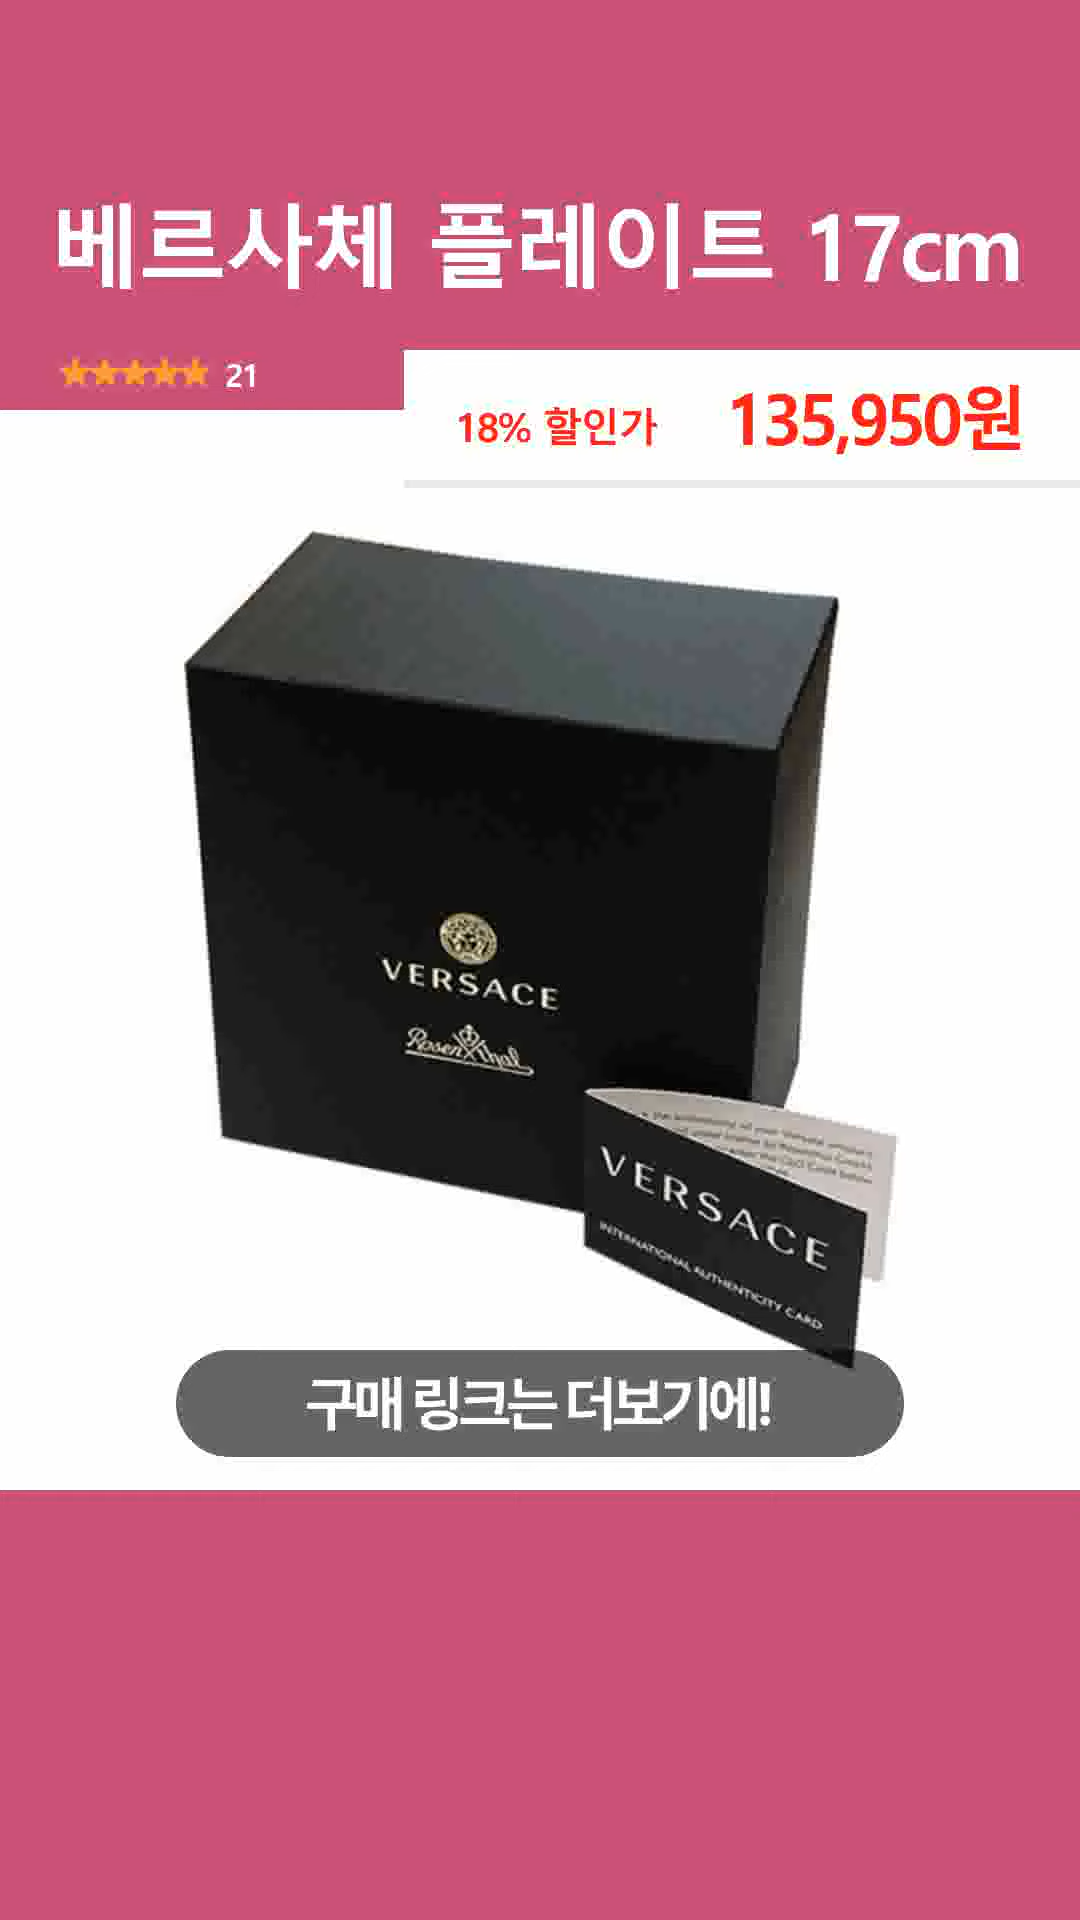 베르사체 플레이트 17cm
★★★★★ 21
18% 할인가 135,950원
VERSACE
Rosenthal
VERSACE
INTERNATIONAL AUTHENTICITY CARD
구매 링크는 더보기에!